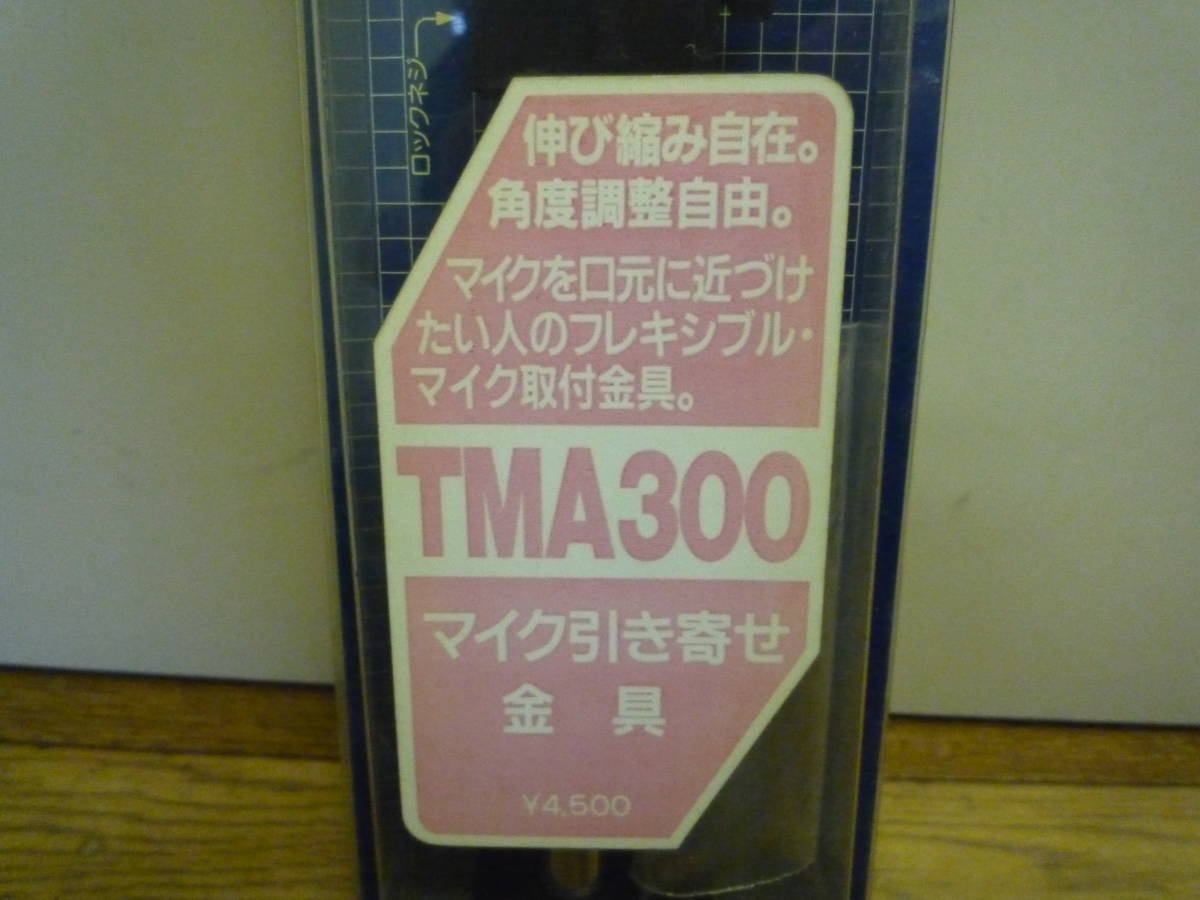 ロックネジ
伸び縮み自在。
角度調整自由。
マイクを口元に近づけ
たい人のフレキシブル・
マイク取付金具。
TMA300
マイク引き寄せ
金具
¥4,500